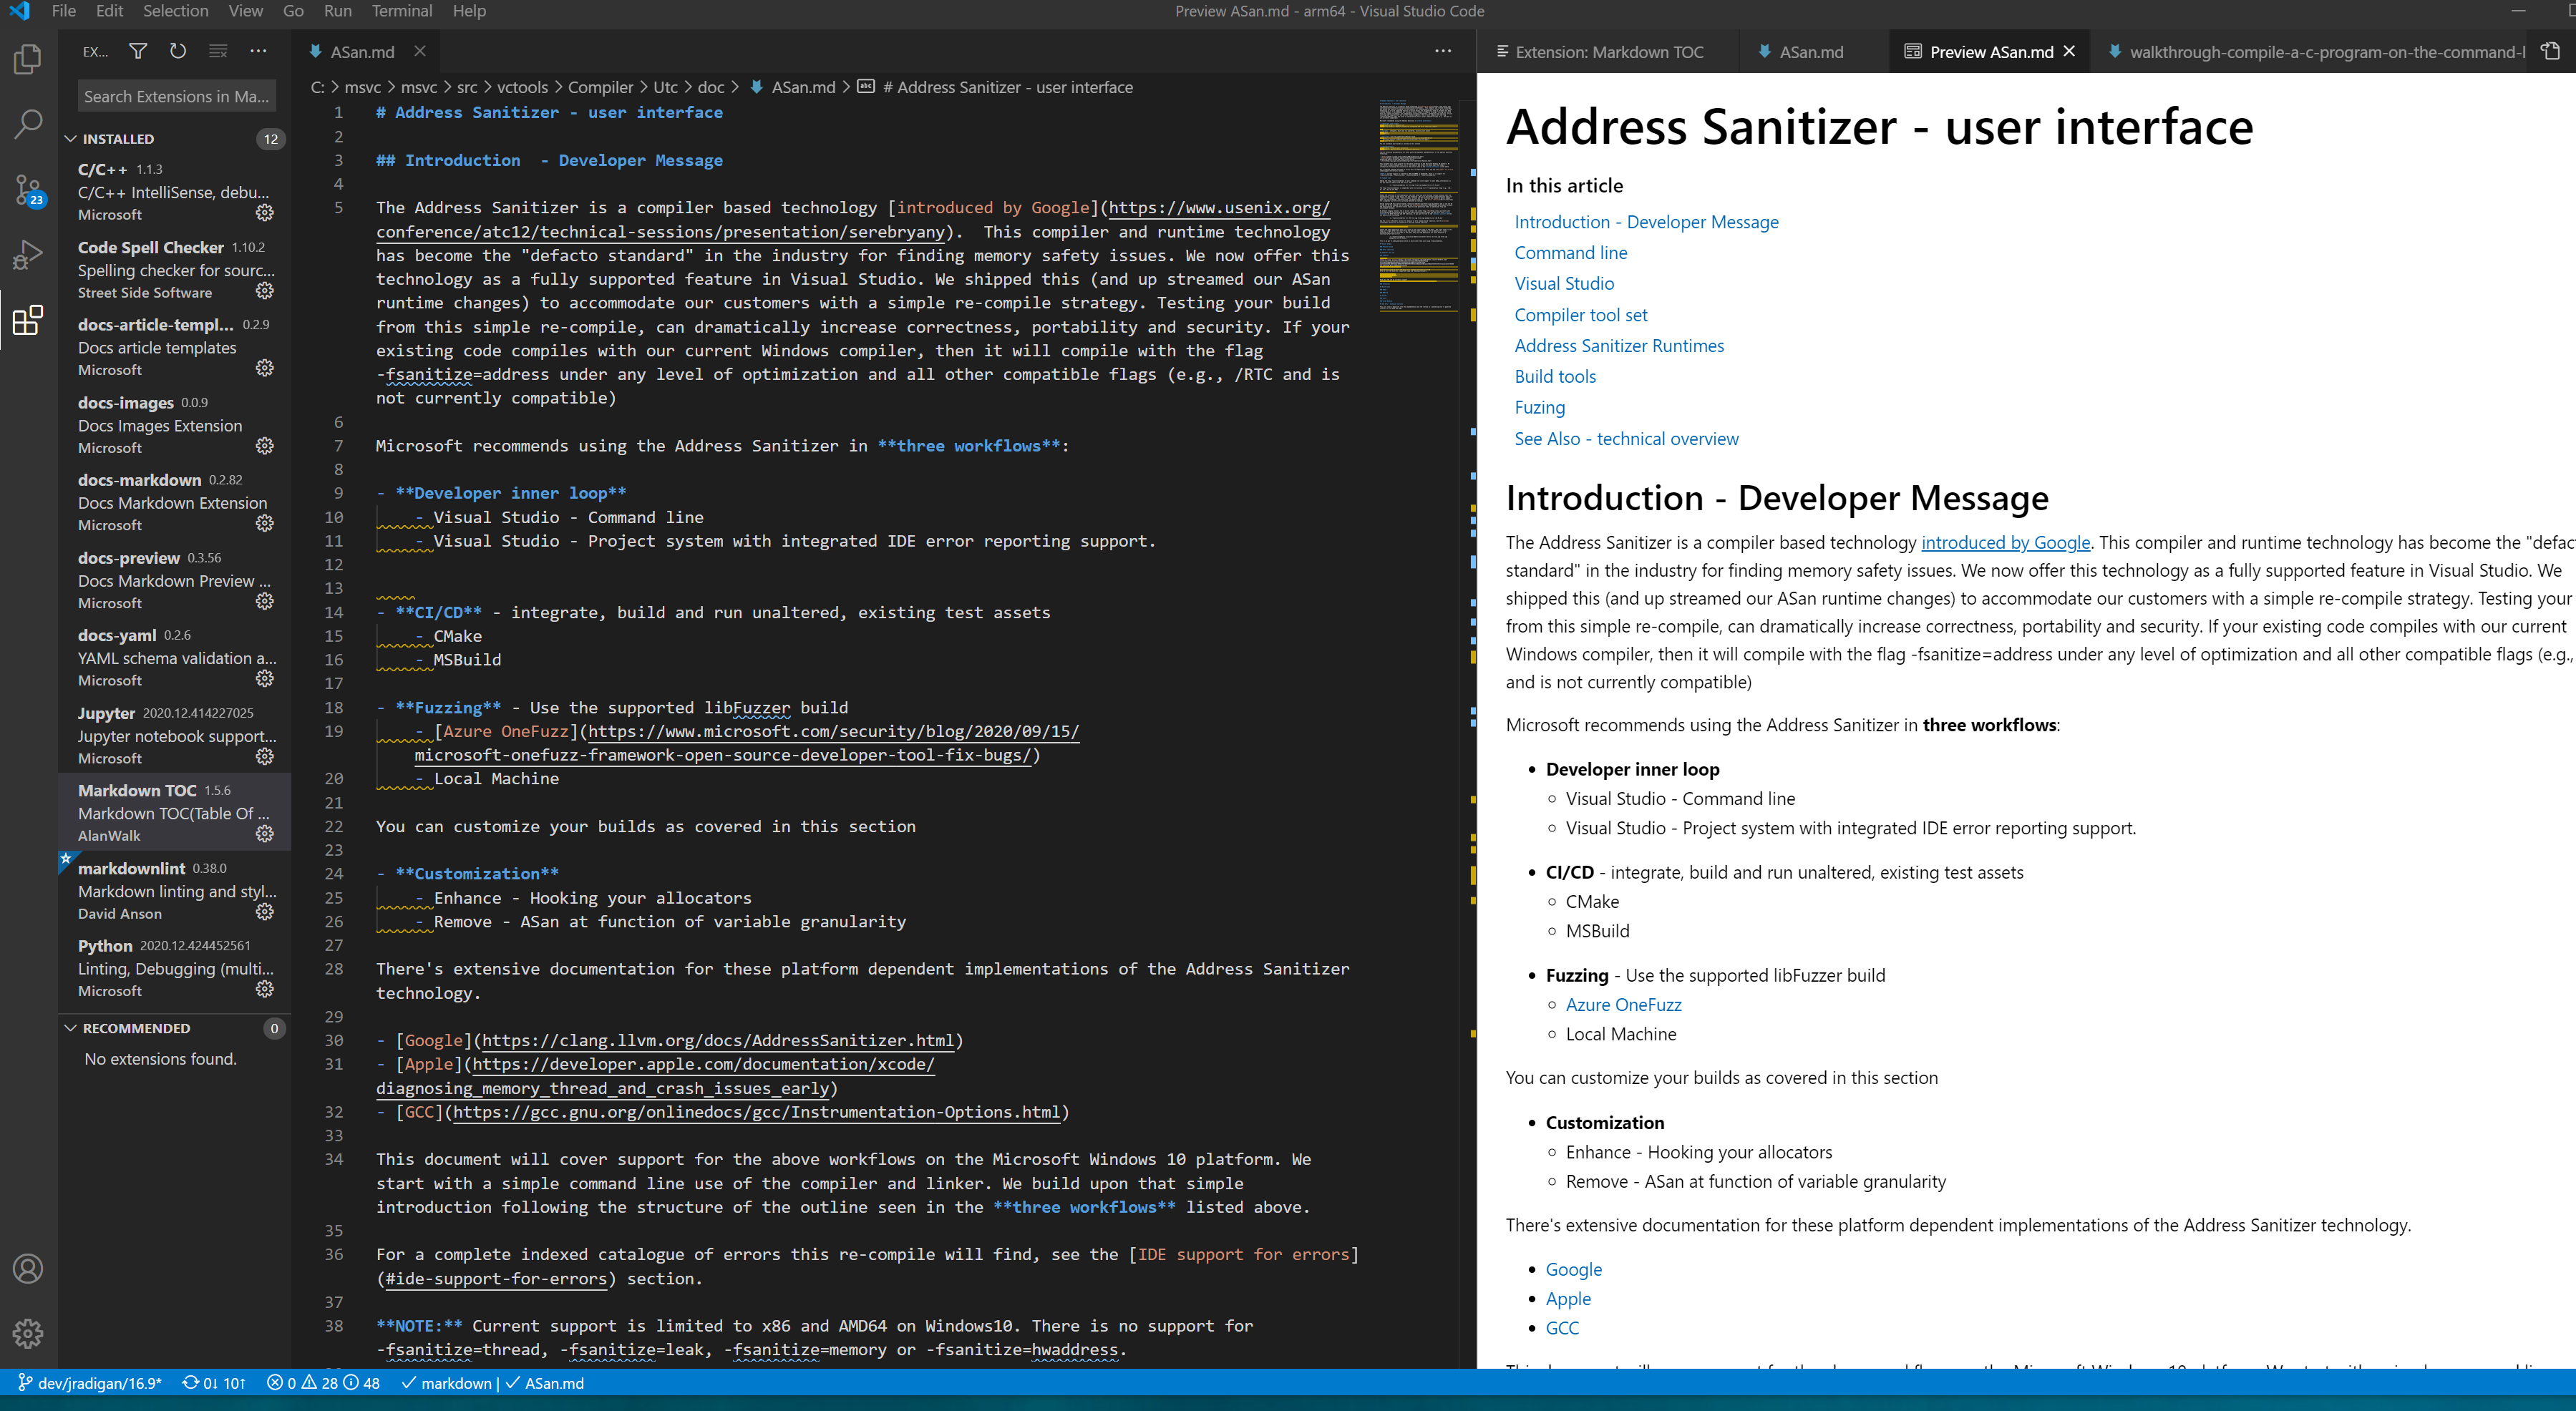 File Edit Selection View Go Run Terminal Help
Preview ASan.md - arm64 - Visual Studio Code
EX...
ASan.md
Extension: Markdown TOC
ASan.md
Preview ASan.md
walkthrough-compile-a-c-program-on-the-command-l
23
Search Extensions in Ma...
INSTALLED 12
C/C++ 1.1.3
C/C++ IntelliSense, debu...
Microsoft
Code Spell Checker 1.10.2
Spelling checker for sourc...
Street Side Software
docs-article-templ... 0.2.9
Docs article templates
Microsoft
docs-images 0.0.9
Docs Images Extension
Microsoft
docs-markdown 0.2.82
Docs Markdown Extension
Microsoft
docs-preview 0.3.56
Docs Markdown Preview ...
Microsoft
docs-yaml 0.2.6
YAML schema validation a...
Microsoft
Jupyter 2020.12.414227025
Jupyter notebook support...
Microsoft
Markdown TOC 1.5.6
Markdown TOC(Table Of ...
AlanWalk
markdownlint 0.38.0
Markdown linting and styl...
David Anson
Python 2020.12.424452561
Linting, Debugging (multi...
Microsoft
RECOMMENDED 0
No extensions found.
C: > msvc > msvc > src > vctools > Compiler > Utc > doc > ASan.md > # Address Sanitizer - user interface
1 # Address Sanitizer - user interface
2
3 ## Introduction  - Developer Message
4
5 The Address Sanitizer is a compiler based technology [introduced by Google](https://www.usenix.org/
conference/atc12/technical-sessions/presentation/serebryany).  This compiler and runtime technology
has become the "defacto standard" in the industry for finding memory safety issues. We now offer this
technology as a fully supported feature in Visual Studio. We shipped this (and up streamed our ASan
runtime changes) to accommodate our customers with a simple re-compile strategy. Testing your build
from this simple re-compile, can dramatically increase correctness, portability and security. If your
existing code compiles with our current Windows compiler, then it will compile with the flag
-fsanitize=address under any level of optimization and all other compatible flags (e.g., /RTC and is
not currently compatible)
6
7 Microsoft recommends using the Address Sanitizer in **three workflows**:
8
9 - **Developer inner loop**
10 - Visual Studio - Command line
11 - Visual Studio - Project system with integrated IDE error reporting support.
12
13
14 - **CI/CD** - integrate, build and run unaltered, existing test assets
15 - CMake
16 - MSBuild
17
18 - **Fuzzing** - Use the supported libFuzzer build
19 - [Azure OneFuzz](https://www.microsoft.com/security/blog/2020/09/15/
microsoft-onefuzz-framework-open-source-developer-tool-fix-bugs/)
20 - Local Machine
21
22 You can customize your builds as covered in this section
23
24 - **Customization**
25 - Enhance - Hooking your allocators
26 - Remove - ASan at function of variable granularity
27
28 There's extensive documentation for these platform dependent implementations of the Address Sanitizer
technology.
29
30 - [Google](https://clang.llvm.org/docs/AddressSanitizer.html)
31 - [Apple](https://developer.apple.com/documentation/xcode/
diagnosing_memory_thread_and_crash_issues_early)
32 - [GCC](https://gcc.gnu.org/onlinedocs/gcc/Instrumentation-Options.html)
33
34 This document will cover support for the above workflows on the Microsoft Windows 10 platform. We
start with a simple command line use of the compiler and linker. We build upon that simple
introduction following the structure of the outline seen in the **three workflows** listed above.
35
36 For a complete indexed catalogue of errors this re-compile will find, see the [IDE support for errors]
(#ide-support-for-errors) section.
37
38 **NOTE:** Current support is limited to x86 and AMD64 on Windows10. There is no support for
-fsanitize=thread, -fsanitize=leak, -fsanitize=memory or -fsanitize=hwaddress.
Address Sanitizer - user interface
In this article
Introduction - Developer Message
Command line
Visual Studio
Compiler tool set
Address Sanitizer Runtimes
Build tools
Fuzing
See Also - technical overview
Introduction - Developer Message
The Address Sanitizer is a compiler based technology introduced by Google. This compiler and runtime technology has become the "defac
standard" in the industry for finding memory safety issues. We now offer this technology as a fully supported feature in Visual Studio. We
shipped this (and up streamed our ASan runtime changes) to accommodate our customers with a simple re-compile strategy. Testing your
from this simple re-compile, can dramatically increase correctness, portability and security. If your existing code compiles with our current
Windows compiler, then it will compile with the flag -fsanitize=address under any level of optimization and all other compatible flags (e.g.,
and is not currently compatible)
Microsoft recommends using the Address Sanitizer in three workflows:
Developer inner loop
Visual Studio - Command line
Visual Studio - Project system with integrated IDE error reporting support.
CI/CD - integrate, build and run unaltered, existing test assets
CMake
MSBuild
Fuzzing - Use the supported libFuzzer build
Azure OneFuzz
Local Machine
You can customize your builds as covered in this section
Customization
Enhance - Hooking your allocators
Remove - ASan at function of variable granularity
There's extensive documentation for these platform dependent implementations of the Address Sanitizer technology.
Google
Apple
GCC
dev/jradigan/16.9* 0↓ 10↑ 0 28 48 markdown | ASan.md